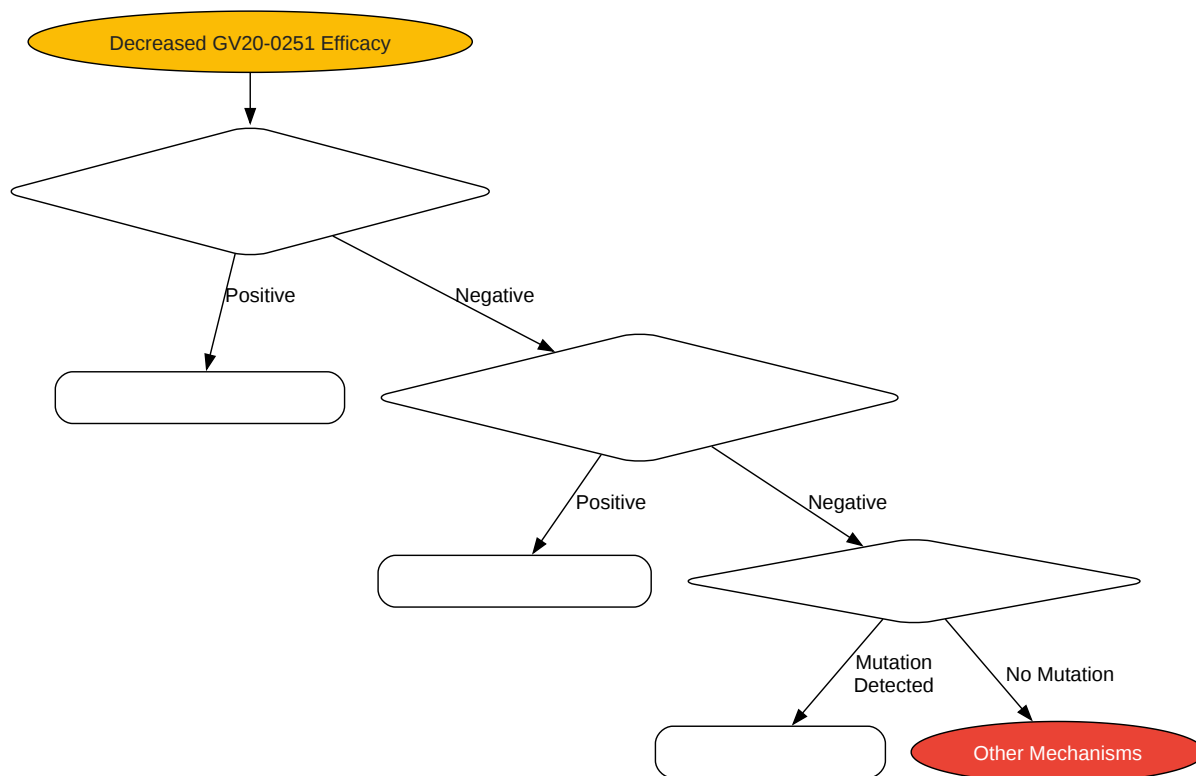 Decreased GV20-0251 Efficacy
Positive
Negative
Positive
Negative
Mutation
Detected
No Mutation
Other Mechanisms